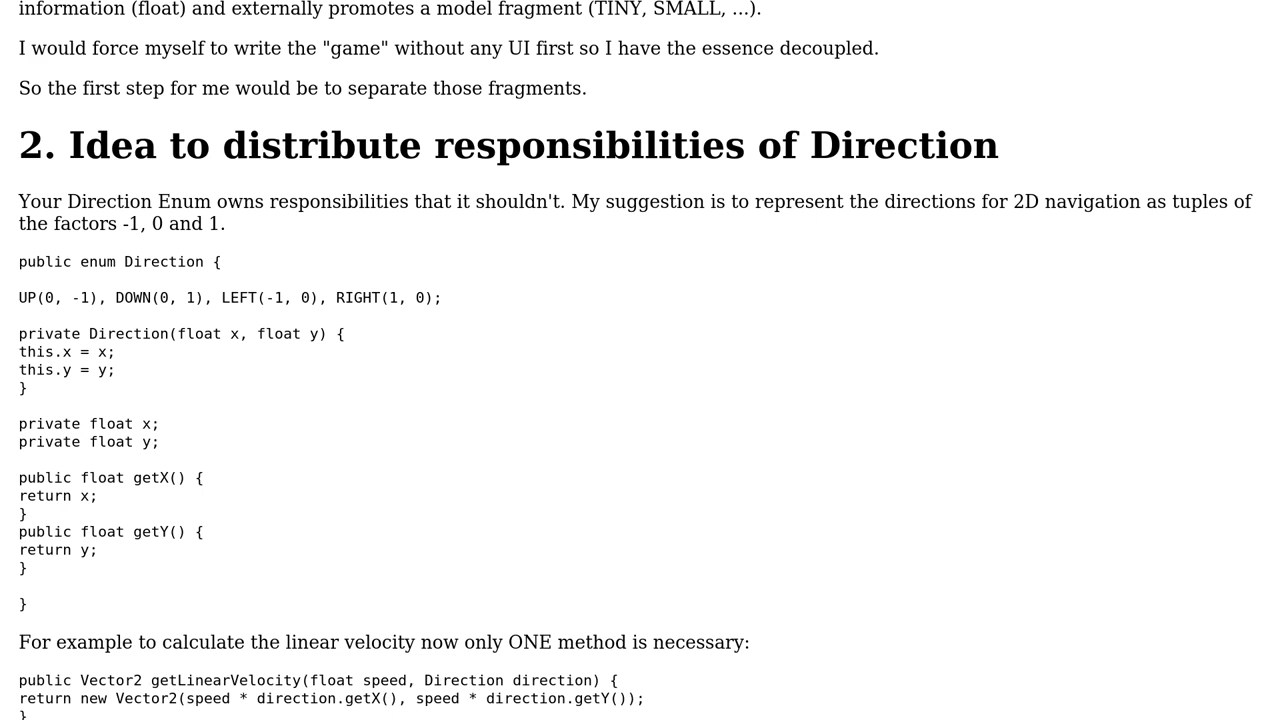 information (float) and externally promotes a model fragment (TINY, SMALL, ...).
I would force myself to write the "game" without any UI first so I have the essence decoupled.
So the first step for me would be to separate those fragments.
2. Idea to distribute responsibilities of Direction
Your Direction Enum owns responsibilities that it shouldn't. My suggestion is to represent the directions for 2D navigation as tuples of
the factors -1, 0 and 1.
public enum Direction {
UP(0, -1), DOWN(0, 1), LEFT(-1, 0), RIGHT(1, 0);
private Direction(float x, float y) {
this.x = x;
this.y = y;
}
private float x;
private float y;
public float getX() {
return x;
}
public float getY() {
return y;
}
}
For example to calculate the linear velocity now only ONE method is necessary:
public Vector2 getLinearVelocity(float speed, Direction direction) {
return new Vector2(speed * direction.getX(), speed * direction.getY());
}